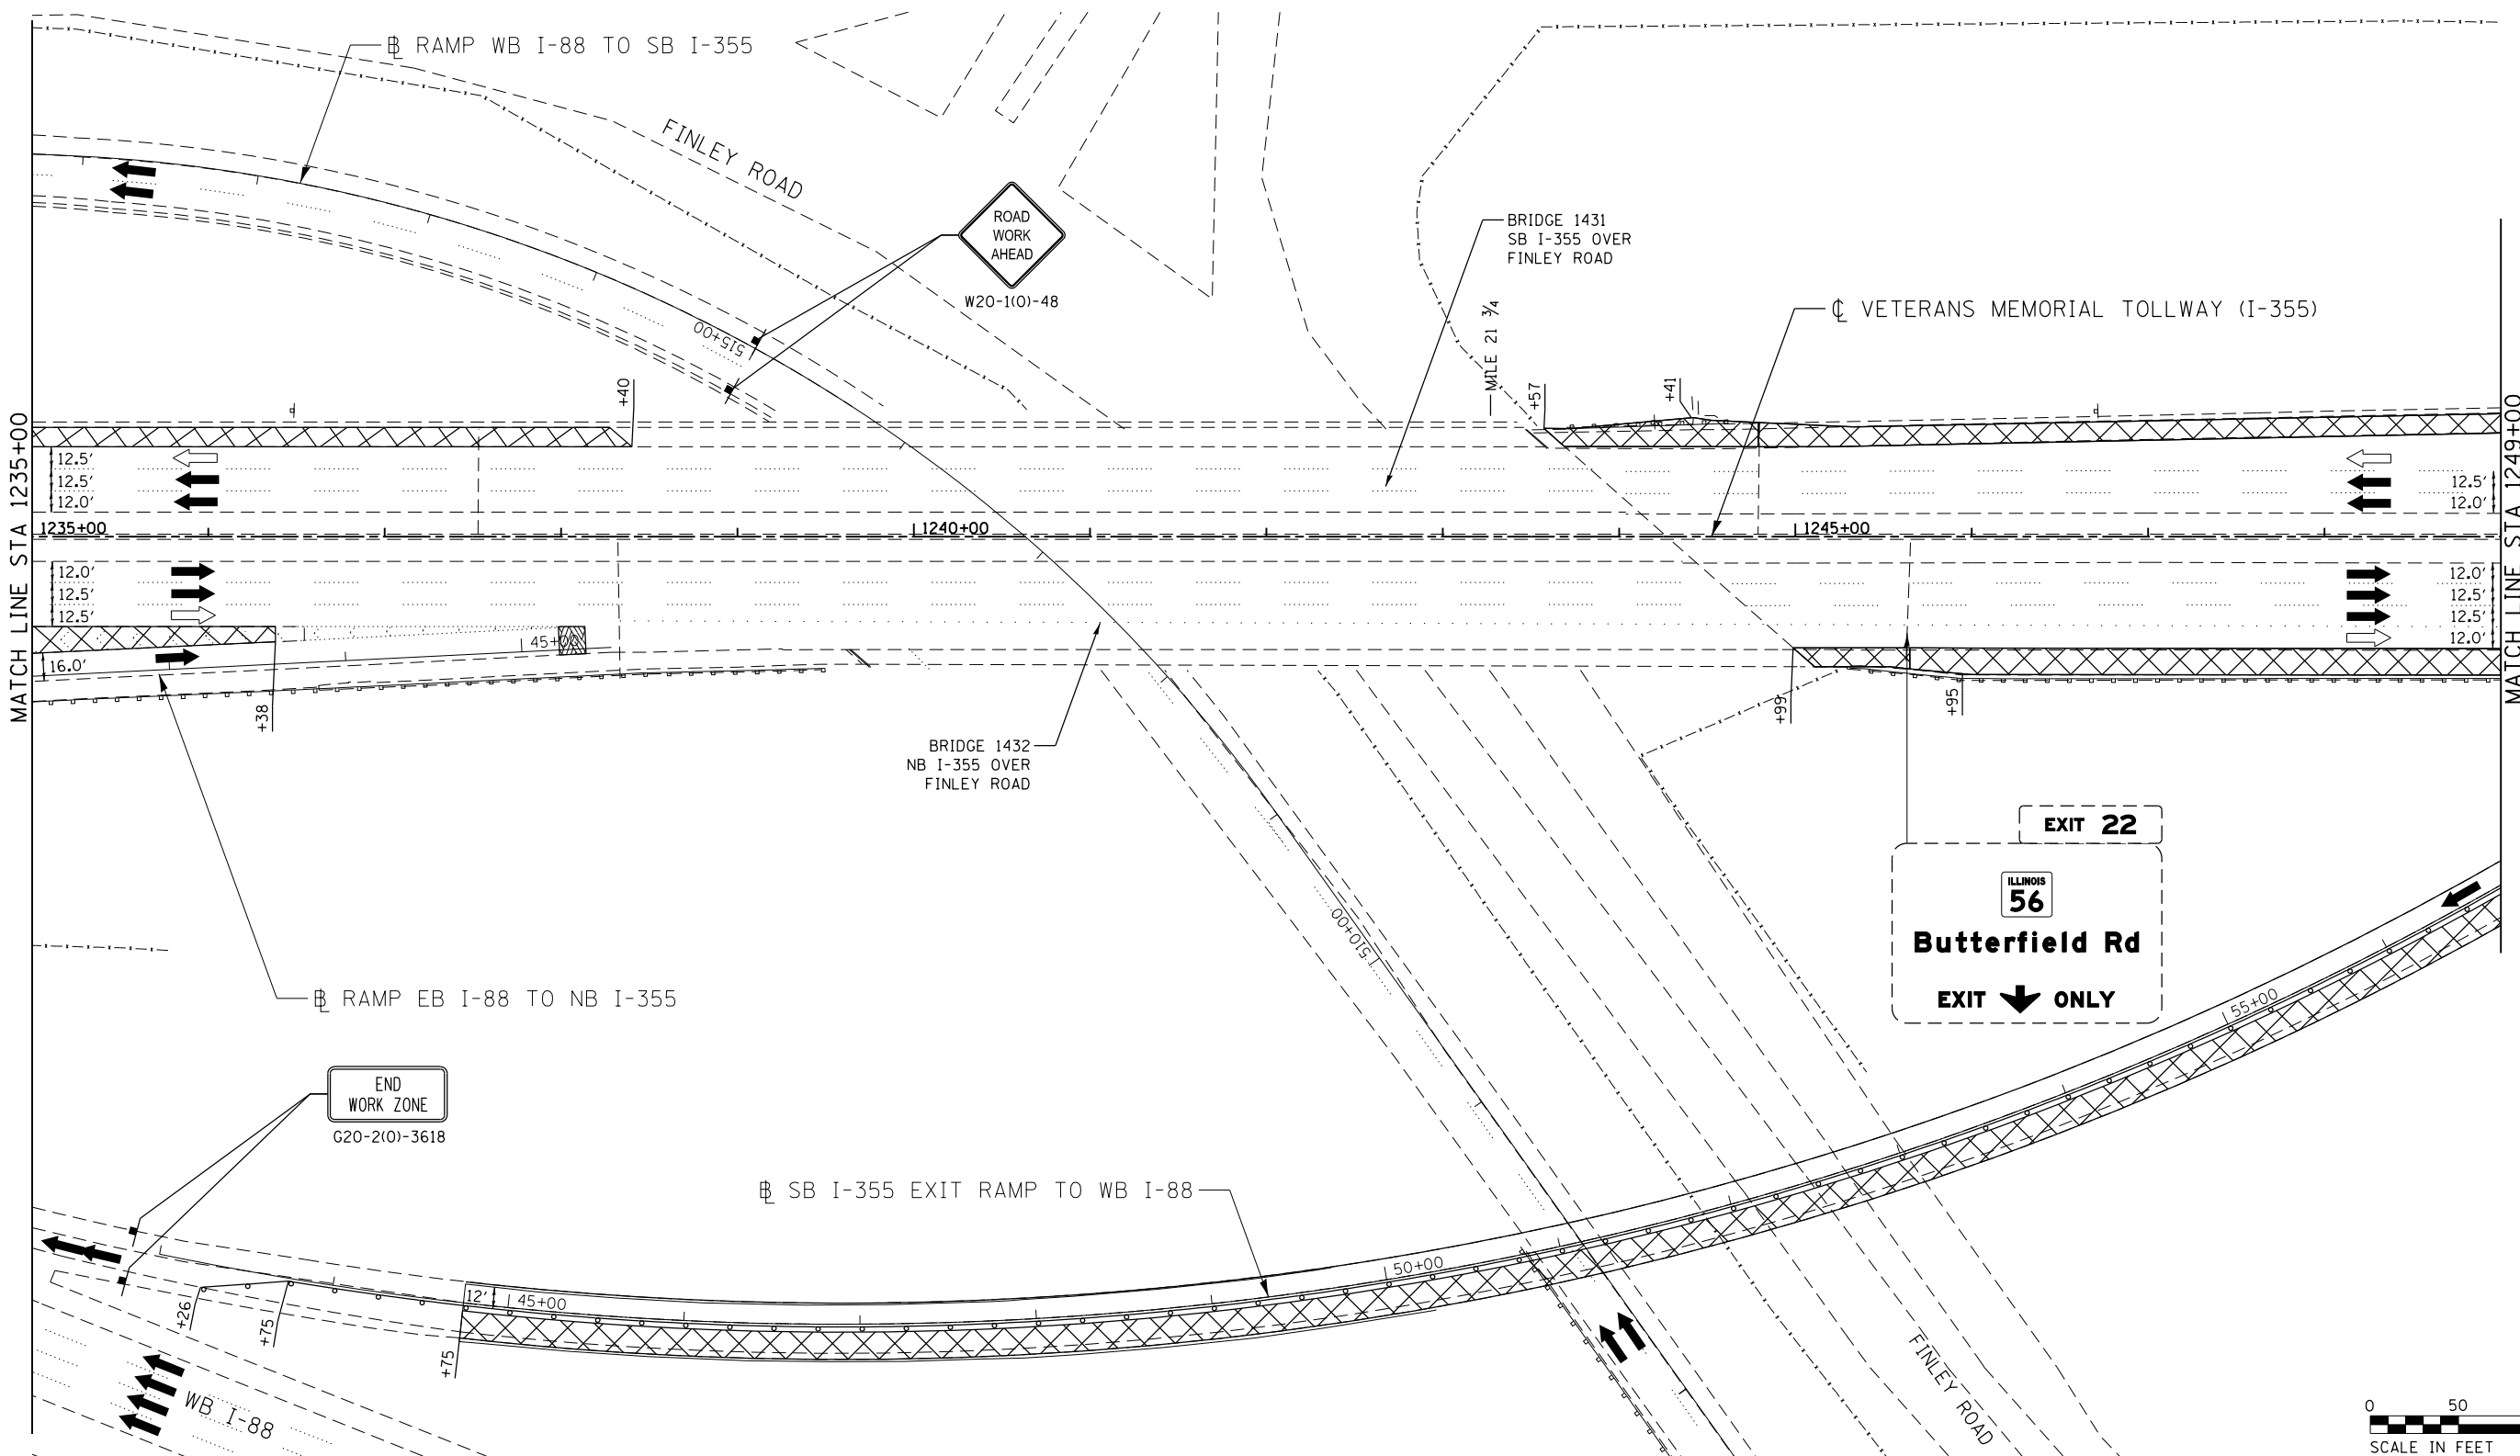 ℄ RAMP WB I-88 TO SB I-355
FINLEY ROAD
ROAD
WORK
AHEAD
W20-1(O)-48
BRIDGE 1431
SB I-355 OVER
FINLEY ROAD
MILE 21 ¾
℄ VETERANS MEMORIAL TOLLWAY (I-355)
515+00
+40
+57
+41
MATCH LINE STA 1235+00
MATCH LINE STA 1249+00
12.5'
12.5'
12.0'
12.5'
12.0'
1235+00
1240+00
1245+00
12.0'
12.5'
12.5'
12.0'
12.5'
12.5'
12.0'
45+00
16.0'
+38
+99
+95
BRIDGE 1432
NB I-355 OVER
FINLEY ROAD
EXIT 22
ILLINOIS
56
Butterfield Rd
EXIT ONLY
510+00
℄ RAMP EB I-88 TO NB I-355
55+00
END
WORK ZONE
G20-2(O)-3618
℄ SB I-355 EXIT RAMP TO WB I-88
50+00
12'
45+00
+26
+75
+75
WB I-88
FINLEY ROAD
0 50
SCALE IN FEET